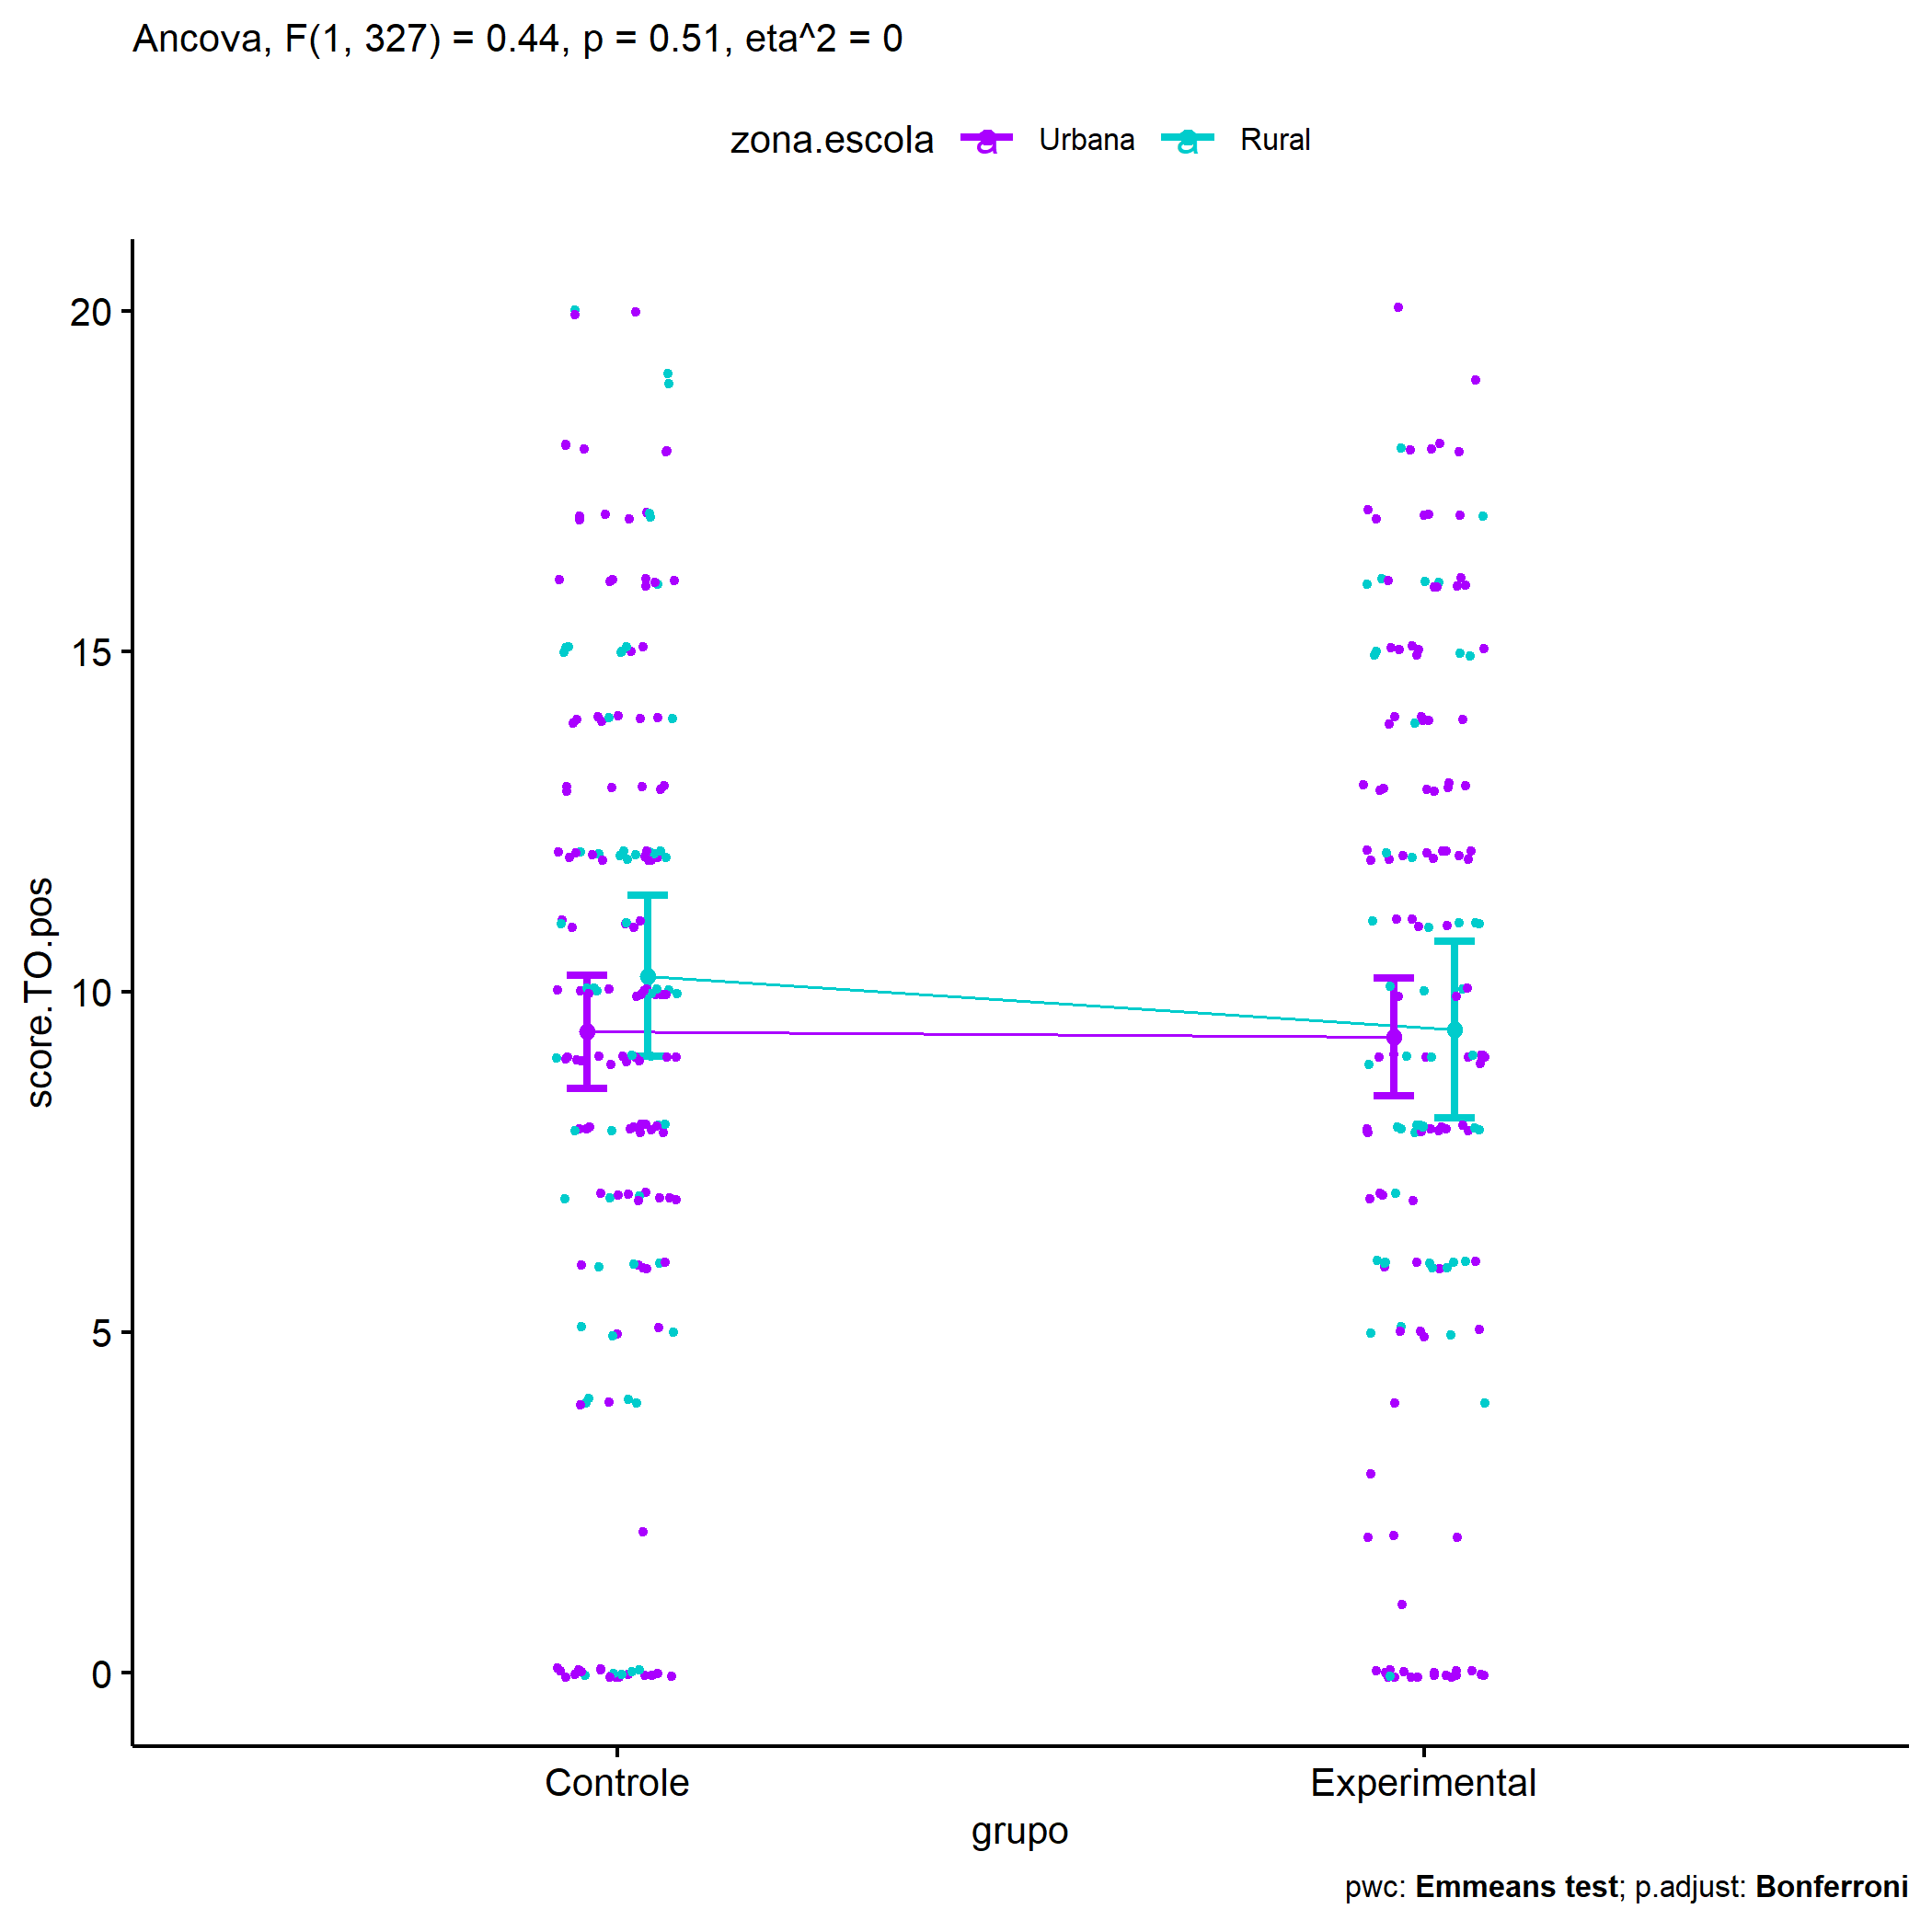 Ancova, F(1, 327) = 0.44, p = 0.51, eta^2 = 0
zona.escola a Urbana a Rural
score.TO.pos
20
15
10
5
0
Controle Experimental
grupo
pwc: Emmeans test; p.adjust: Bonferroni